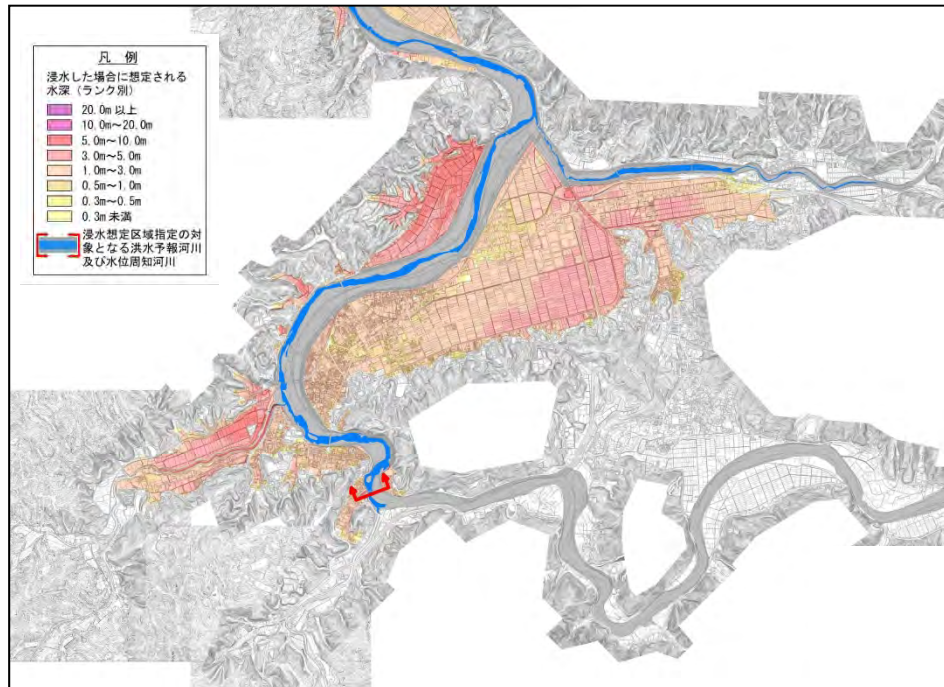 凡 例
浸水した場合に想定される
水深（ランク別）
20.0m 以上
10.0m～20.0m
5.0m～10.0m
3.0m～5.0m
1.0m～3.0m
0.5m～1.0m
0.3m～0.5m
0.3m 未満
浸水想定区域指定の対
象となる洪水予報河川
及び水位周知河川